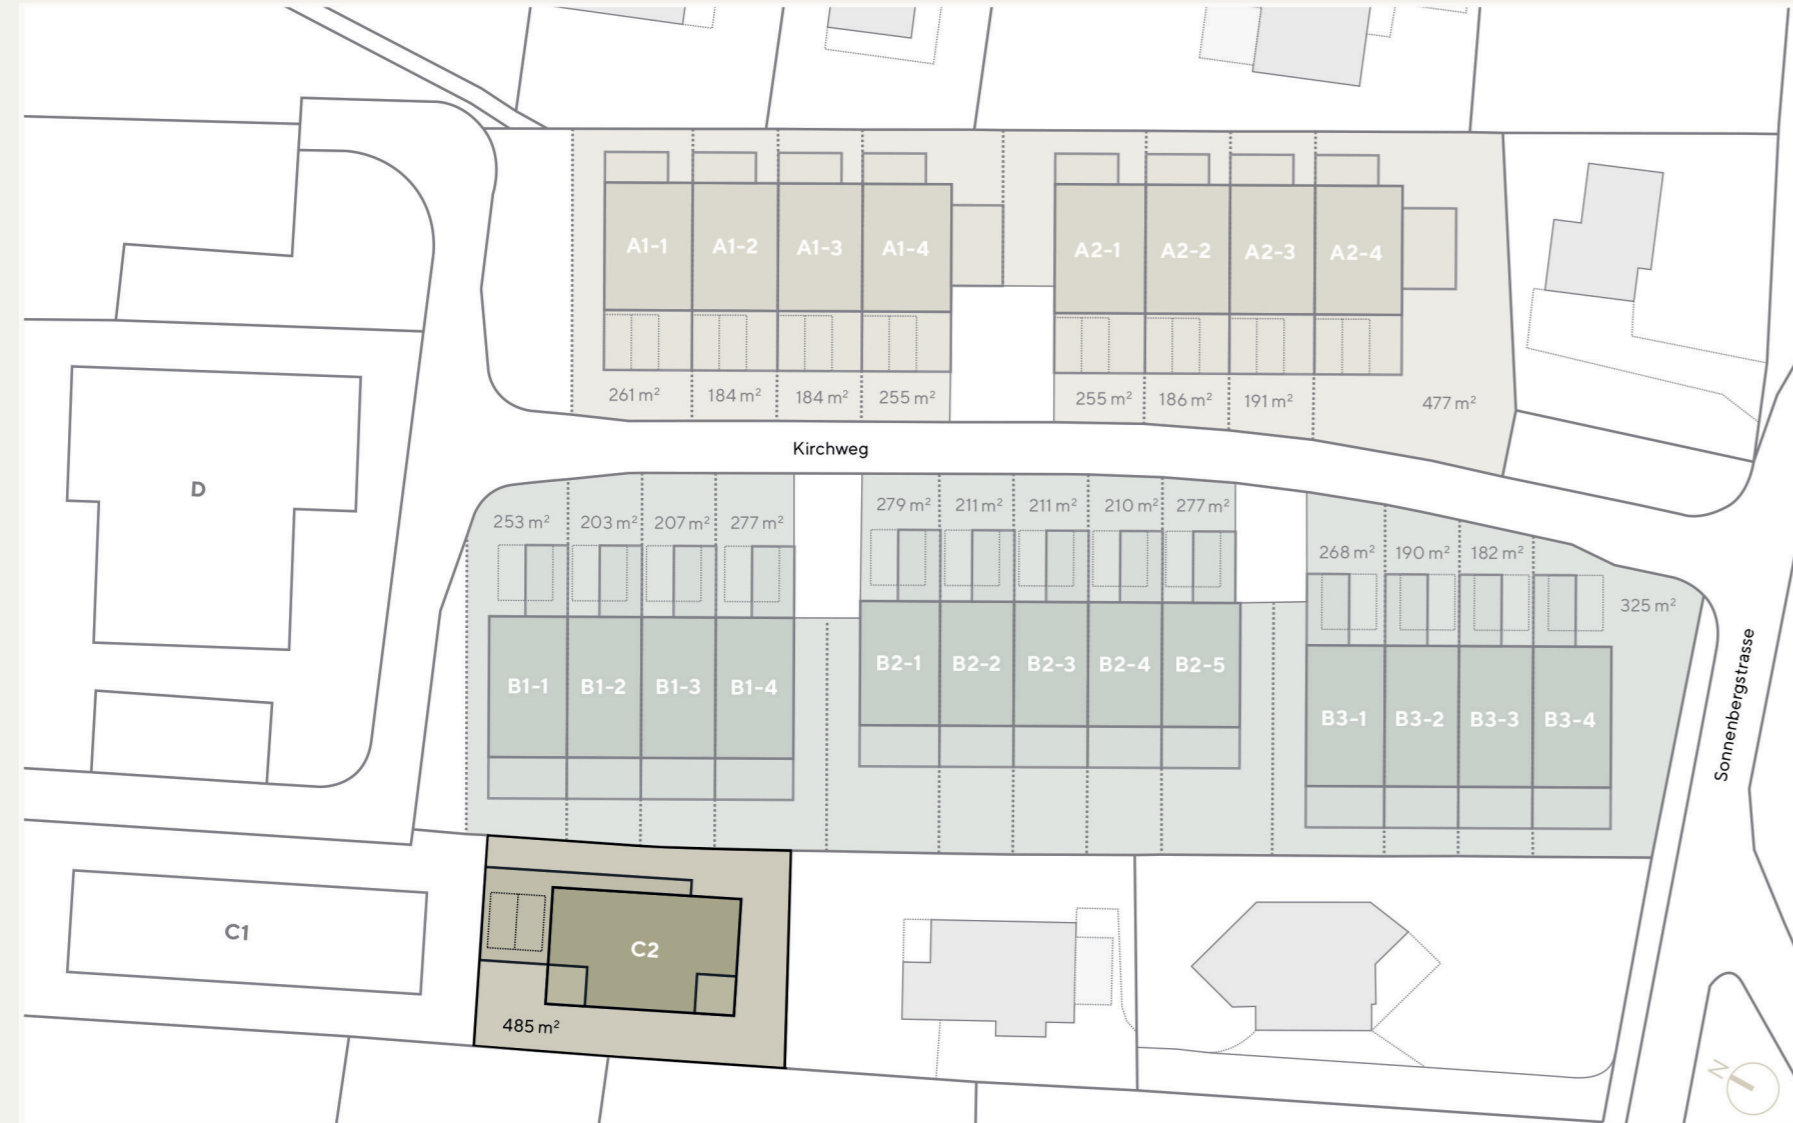 A1-1 A1-2 A1-3 A1-4 A2-1 A2-2 A2-3 A2-4
261 m² 184 m² 184 m² 255 m² 255 m² 186 m² 191 m² 477 m²
Kirchweg
D
253 m² 203 m² 207 m² 277 m² 279 m² 211 m² 211 m² 210 m² 277 m² 268 m² 190 m² 182 m² 325 m²
B1-1 B1-2 B1-3 B1-4 B2-1 B2-2 B2-3 B2-4 B2-5 B3-1 B3-2 B3-3 B3-4
Sonnenbergstrasse
C1
C2
485 m²
N